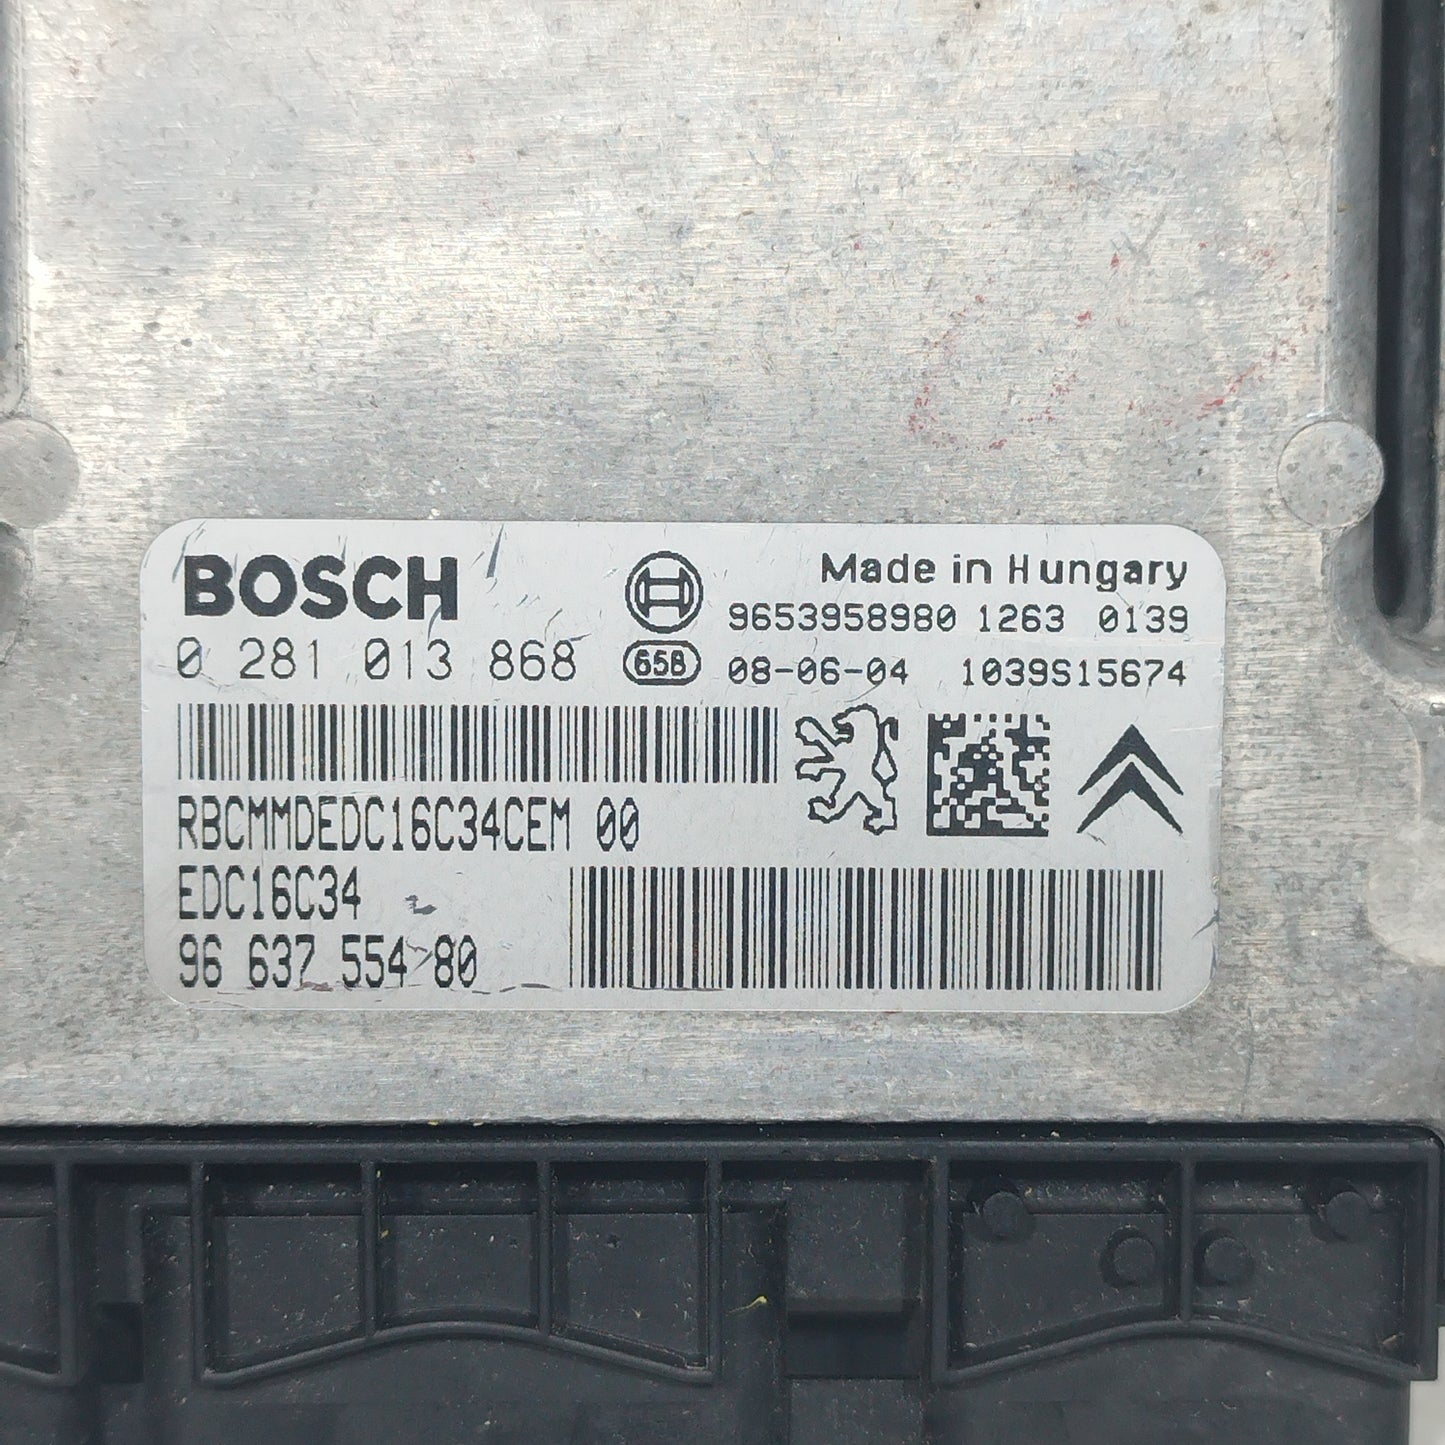 BOSCH
Made in Hungary
9653958980 1263 0139
0 281 013 868
658
08-06-04 1039S15674
RBCMMDEDC16C34CEM 00
EDC16C34
96 637 554 80